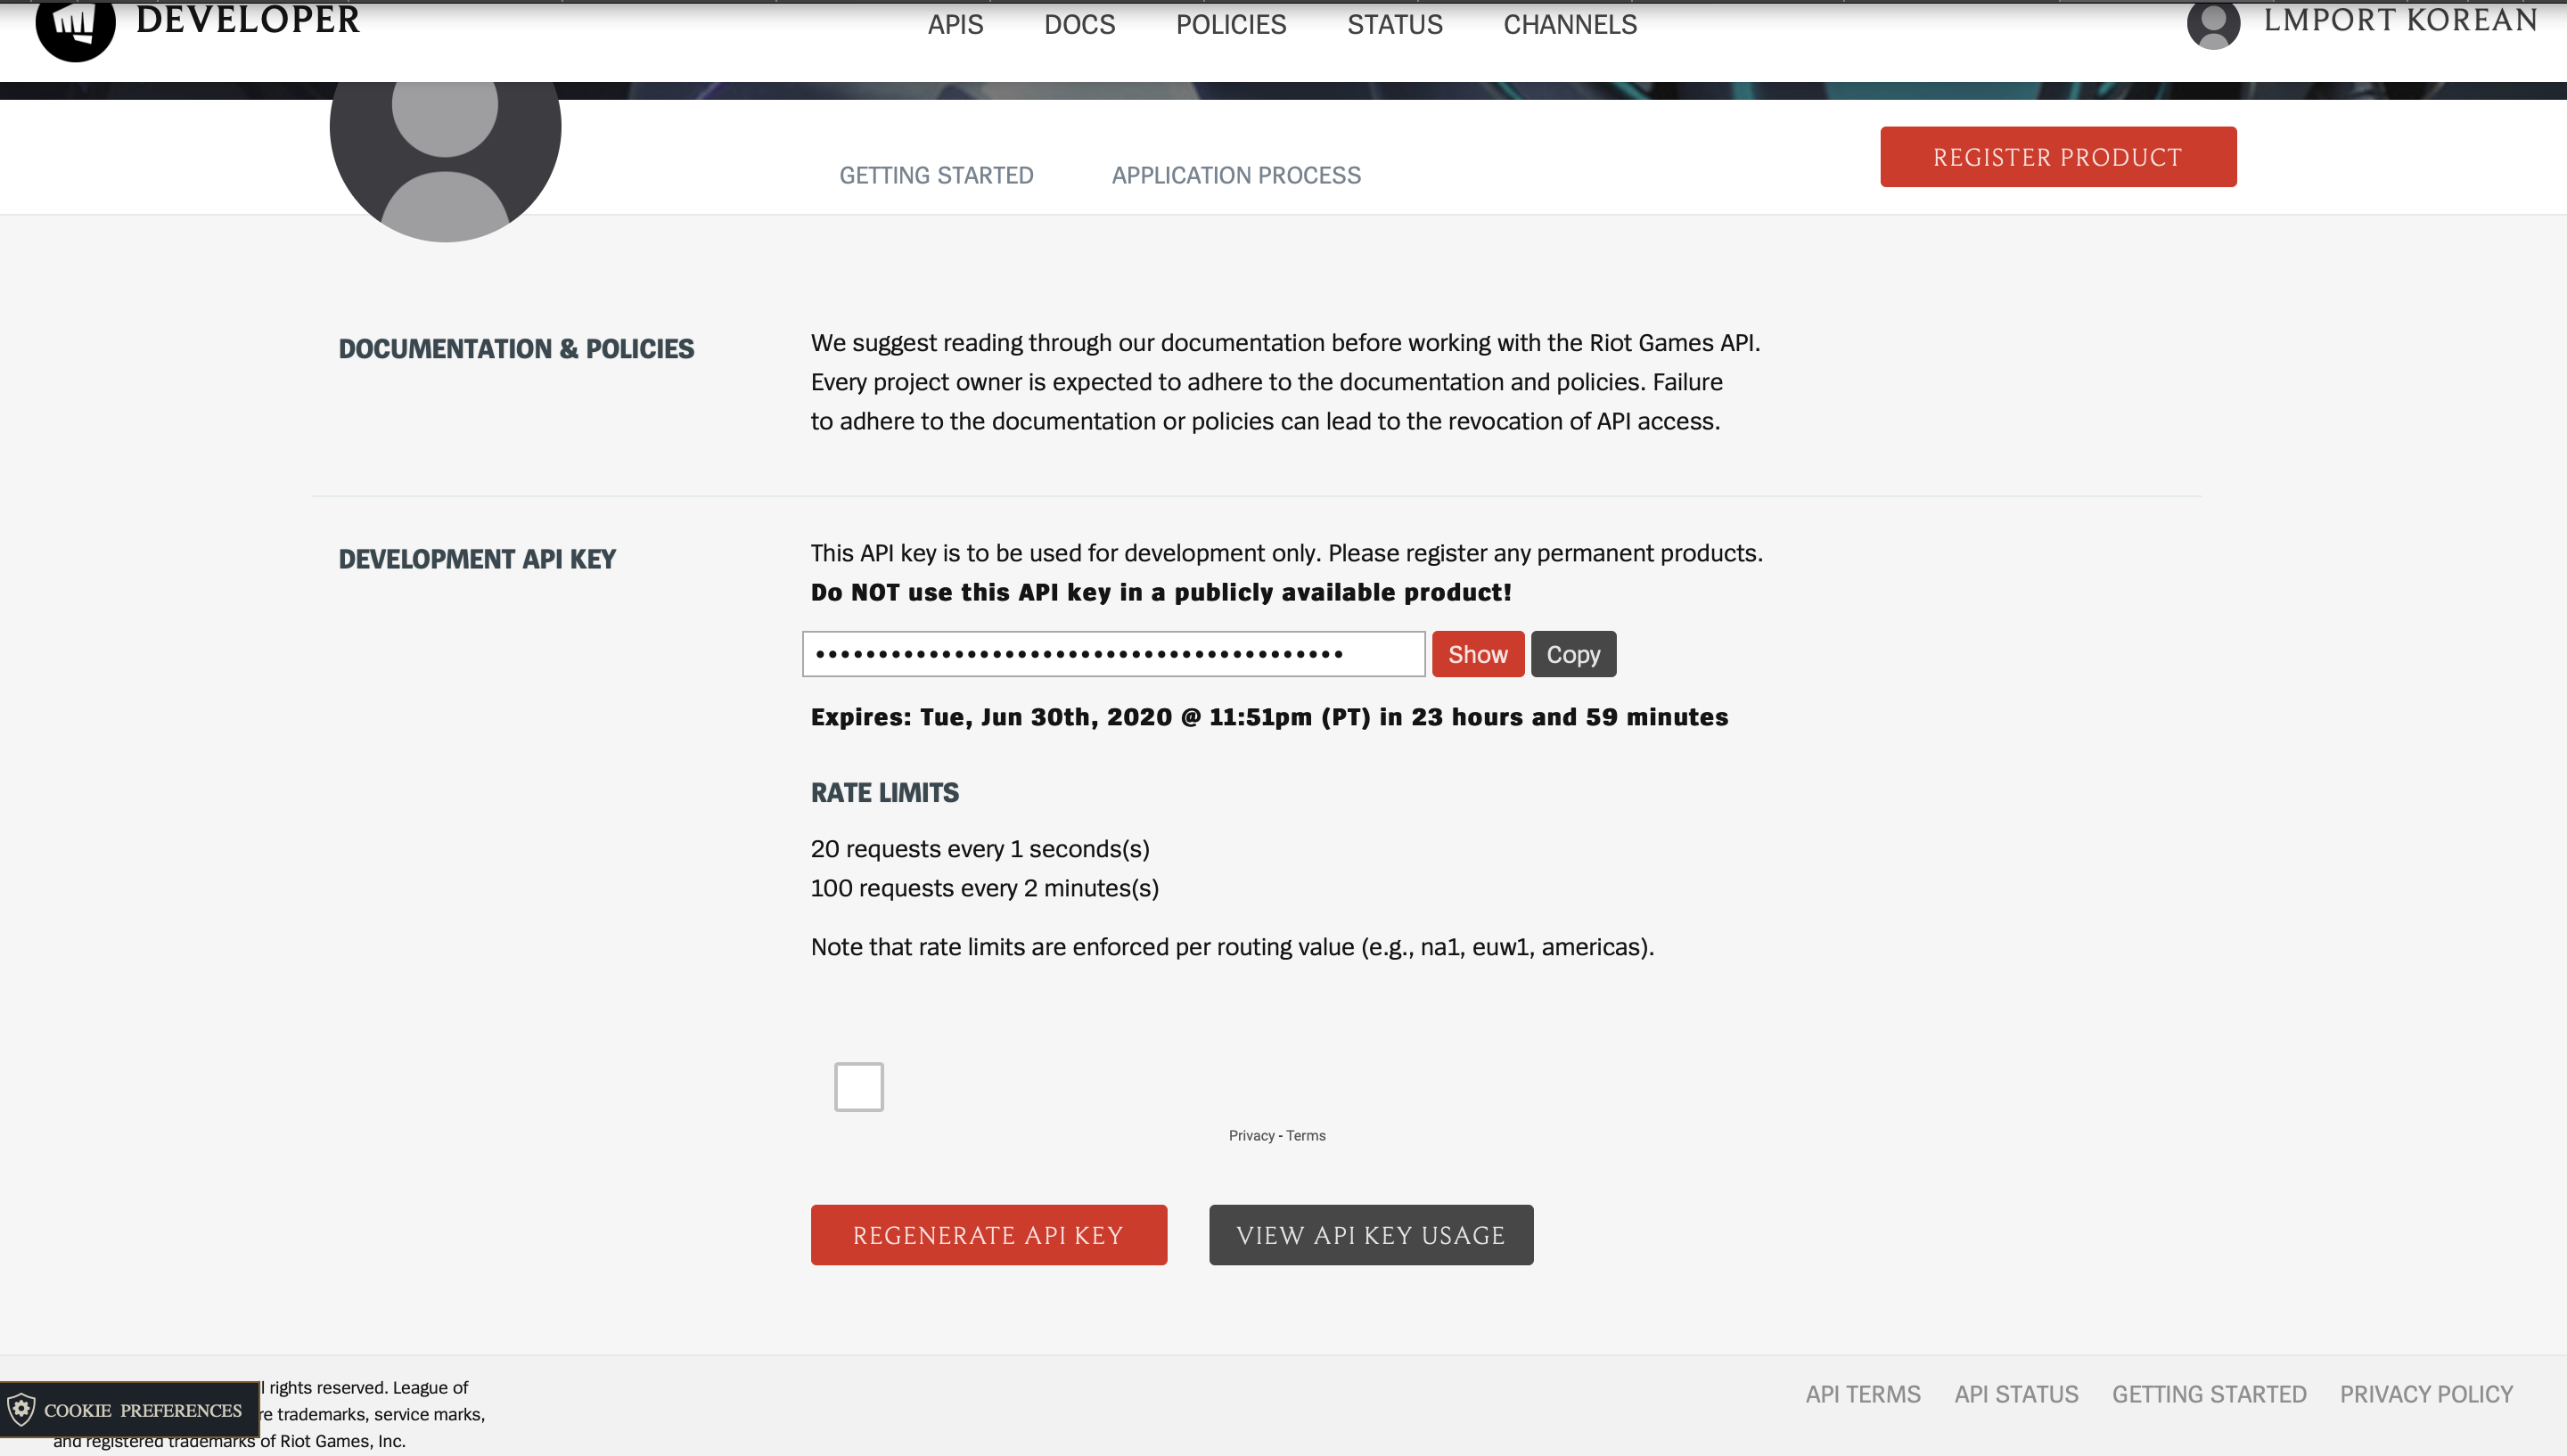 DEVELOPER
APIS DOCS POLICIES STATUS CHANNELS
LMPORT KOREAN
GETTING STARTED APPLICATION PROCESS
REGISTER PRODUCT
DOCUMENTATION & POLICIES
We suggest reading through our documentation before working with the Riot Games API.
Every project owner is expected to adhere to the documentation and policies. Failure
to adhere to the documentation or policies can lead to the revocation of API access.
DEVELOPMENT API KEY
This API key is to be used for development only. Please register any permanent products.
Do NOT use this API key in a publicly available product!
••••••••••••••••••••••••••••••••••••••••••
Show Copy
Expires: Tue, Jun 30th, 2020 @ 11:51pm (PT) in 23 hours and 59 minutes
RATE LIMITS
20 requests every 1 seconds(s)
100 requests every 2 minutes(s)
Note that rate limits are enforced per routing value (e.g., na1, euw1, americas).
Privacy - Terms
REGENERATE API KEY VIEW API KEY USAGE
l rights reserved. League of
re trademarks, service marks,
and registered trademarks of Riot Games, Inc.
COOKIE PREFERENCES
API TERMS API STATUS GETTING STARTED PRIVACY POLICY